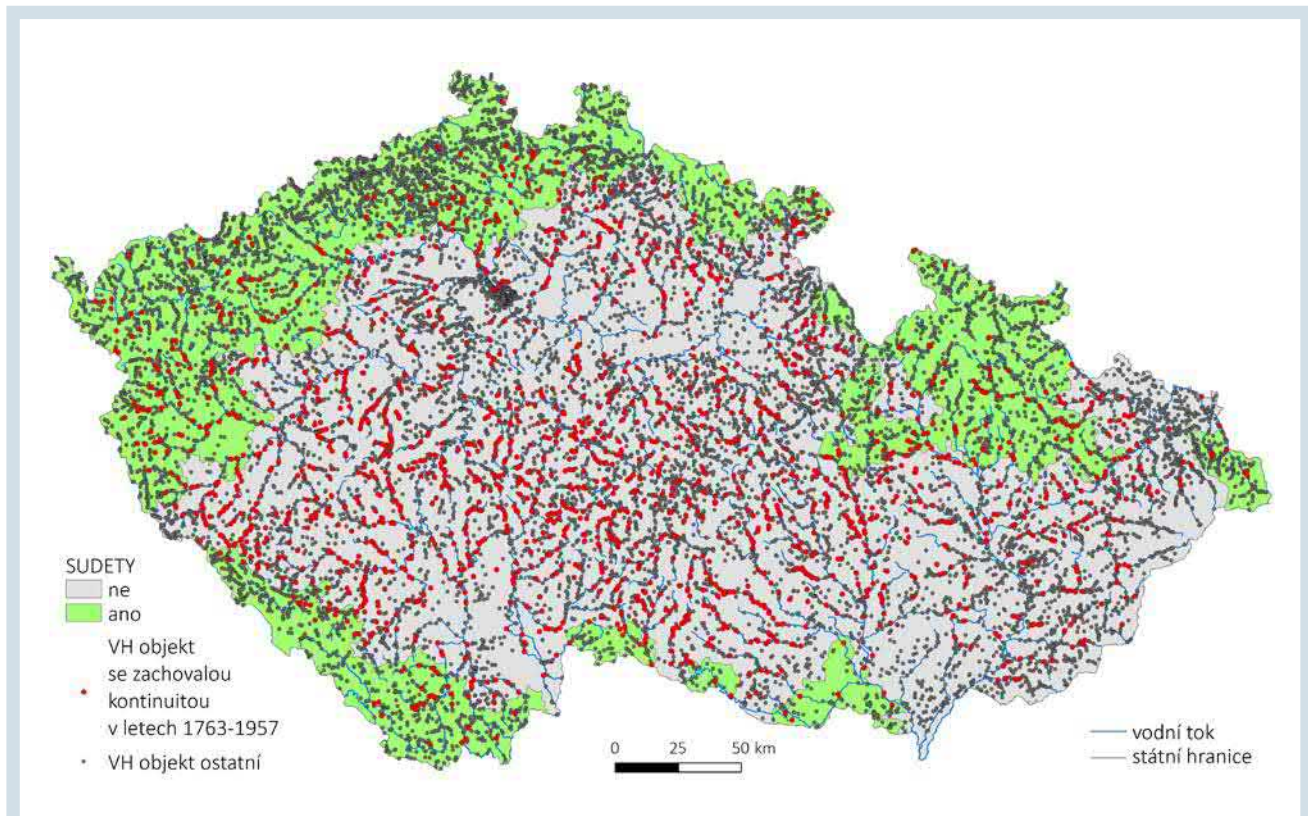 SUDETY
ne
ano
VH objekt
se zachovalou
kontinuitou
v letech 1763-1957
VH objekt ostatní
0 25 50 km
vodní tok
státní hranice